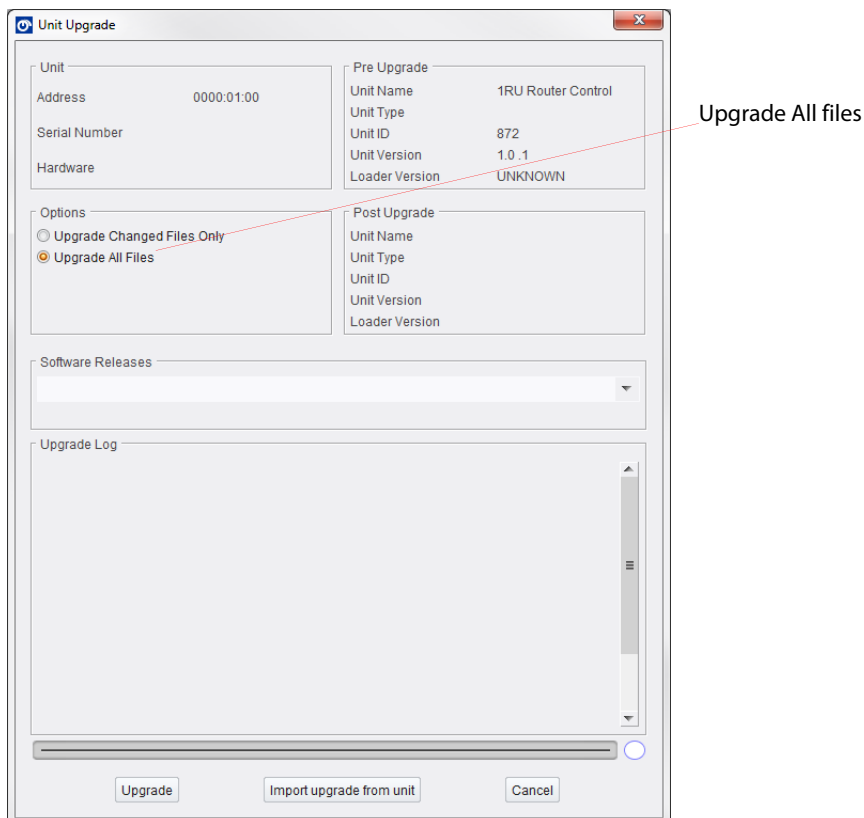 Unit Upgrade
Unit
Address 0000:01:00
Serial Number
Hardware
Pre Upgrade
Unit Name 1RU Router Control
Unit Type
Unit ID 872
Unit Version 1.0 .1
Loader Version UNKNOWN
Upgrade All files
Options
Upgrade Changed Files Only
Upgrade All Files
Post Upgrade
Unit Name
Unit Type
Unit ID
Unit Version
Loader Version
Software Releases
Upgrade Log
Upgrade
Import upgrade from unit
Cancel